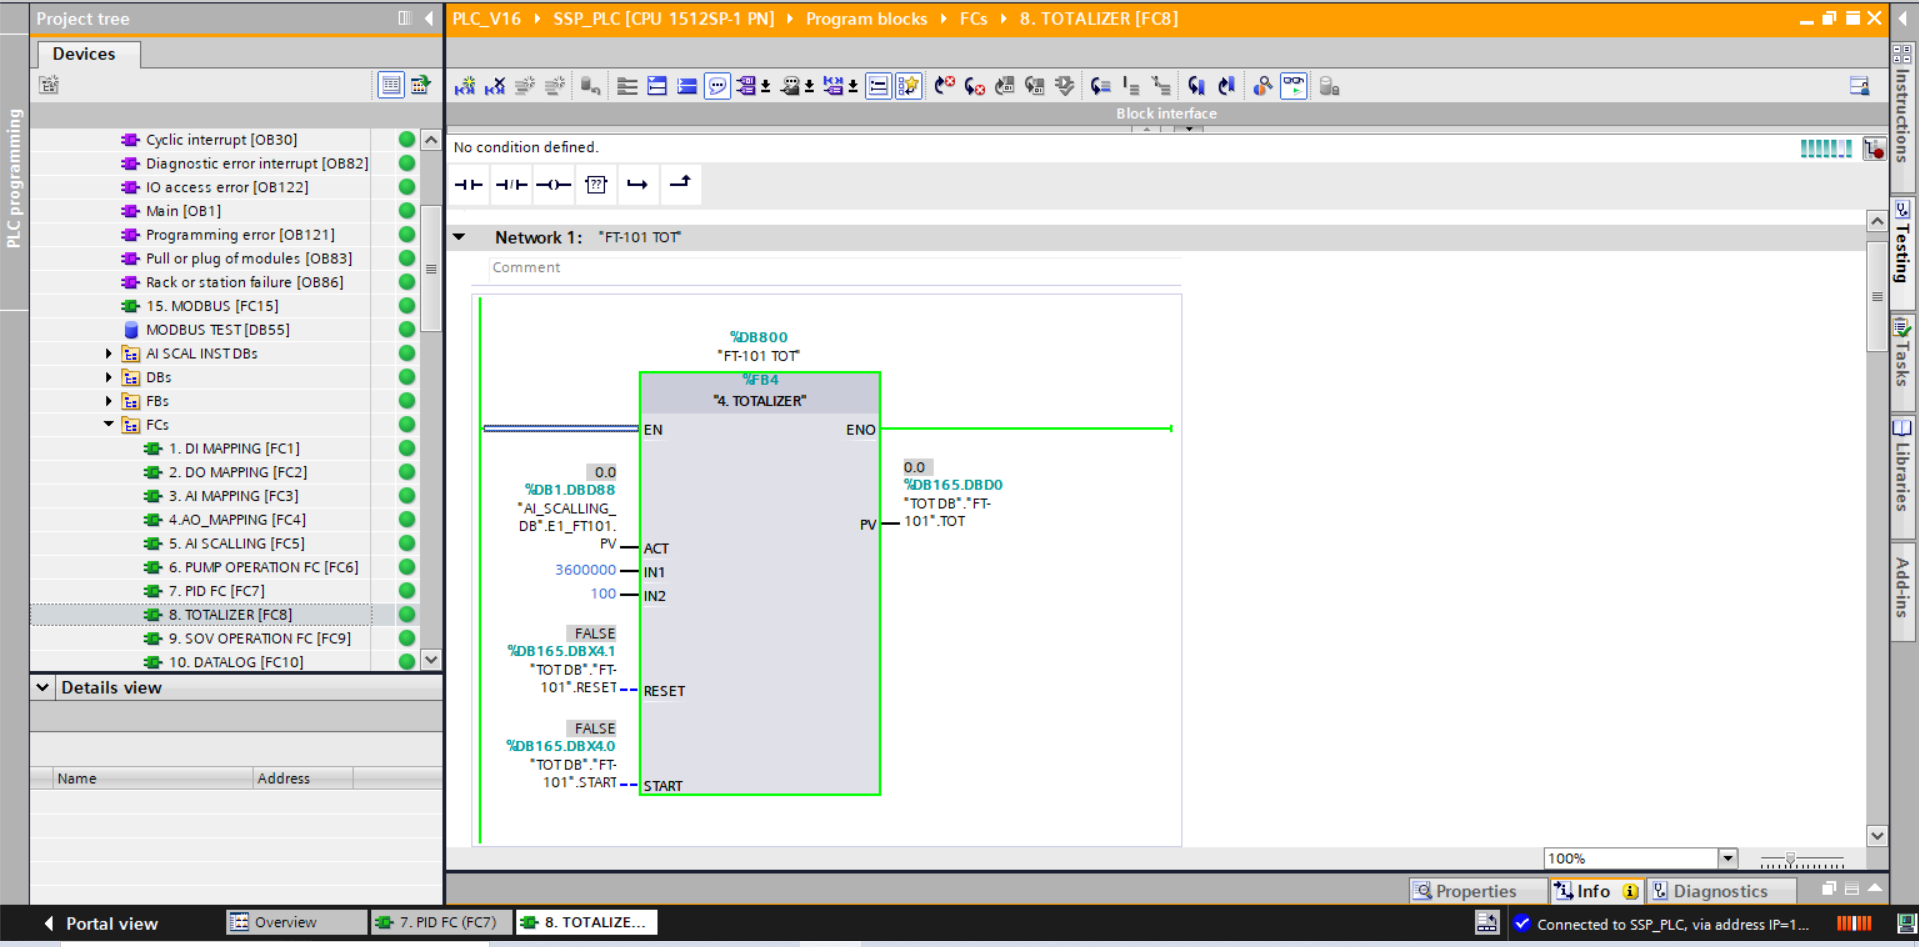 Project tree
PLC_V16 SSP_PLC [CPU 1512SP-1 PN] Program blocks FCs 8. TOTALIZER [FC8]
Devices
PLC programming
Block interface
Cyclic interrupt [OB30]
Diagnostic error interrupt [OB82]
IO access error [OB122]
Main [OB1]
Programming error [OB121]
Pull or plug of modules [OB83]
Rack or station failure [OB86]
15. MODBUS [FC15]
MODBUS TEST [DB55]
AI SCAL INST DBs
DBs
FBs
FCs
1. DI MAPPING [FC1]
2. DO MAPPING [FC2]
3. AI MAPPING [FC3]
4.AO_MAPPING [FC4]
5. AI SCALLING [FC5]
6. PUMP OPERATION FC [FC6]
7. PID FC [FC7]
8. TOTALIZER [FC8]
9. SOV OPERATION FC [FC9]
10. DATALOG [FC10]
Details view
Name Address
No condition defined.
??
Network 1: "FT-101 TOT"
Comment
%DB800
"FT-101 TOT"
%FB4
"4. TOTALIZER"
EN ENO
0.0
%DB1.DBD88
"AI_SCALLING_
DB".E1_FT101.
PV
ACT
3600000 IN1
100 IN2
FALSE
%DB165.DBX4.1
"TOT DB"."FT-
101".RESET
RESET
FALSE
%DB165.DBX4.0
"TOT DB"."FT-
101".START
START
0.0
%DB165.DBD0
"TOT DB"."FT-
101".TOT
PV
100%
Properties Info Diagnostics
Instructions
Testing
Tasks
Libraries
Add-ins
Portal view Overview 7. PID FC (FC7) 8. TOTALIZE... Connected to SSP_PLC, via address IP=1...